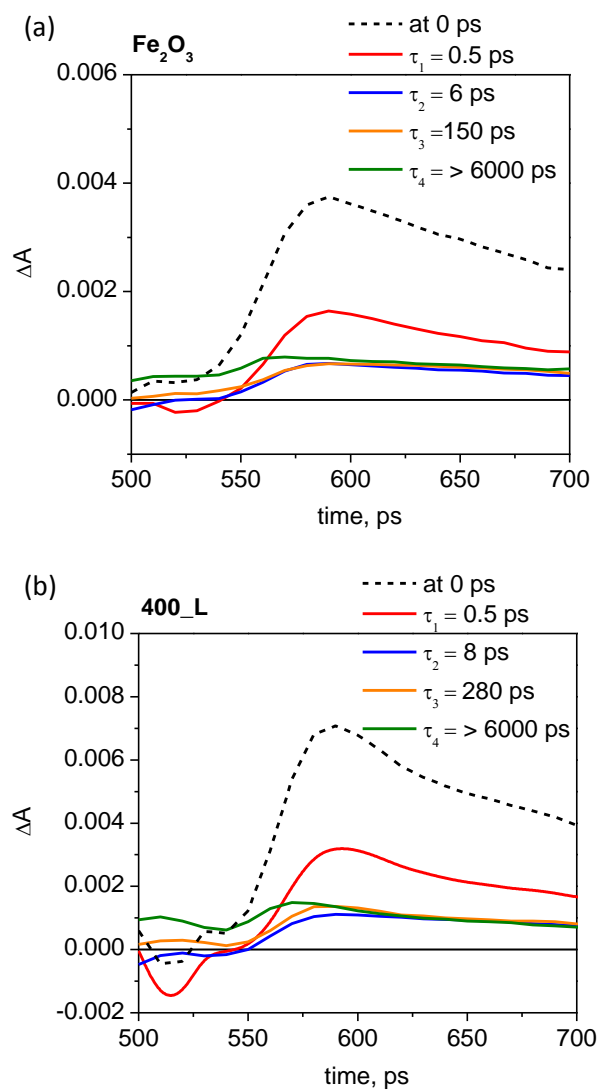 (a)
Fe₂O₃
at 0 ps
τ₁ = 0.5 ps
τ₂ = 6 ps
τ₃ =150 ps
τ₄ = > 6000 ps
0.006
0.004
0.002
0.000
ΔA
500 550 600 650 700
time, ps
(b)
400_L
at 0 ps
τ₁ = 0.5 ps
τ₂ = 8 ps
τ₃ = 280 ps
τ₄ = > 6000 ps
0.010
0.008
0.006
0.004
0.002
0.000
-0.002
ΔA
500 550 600 650 700
time, ps